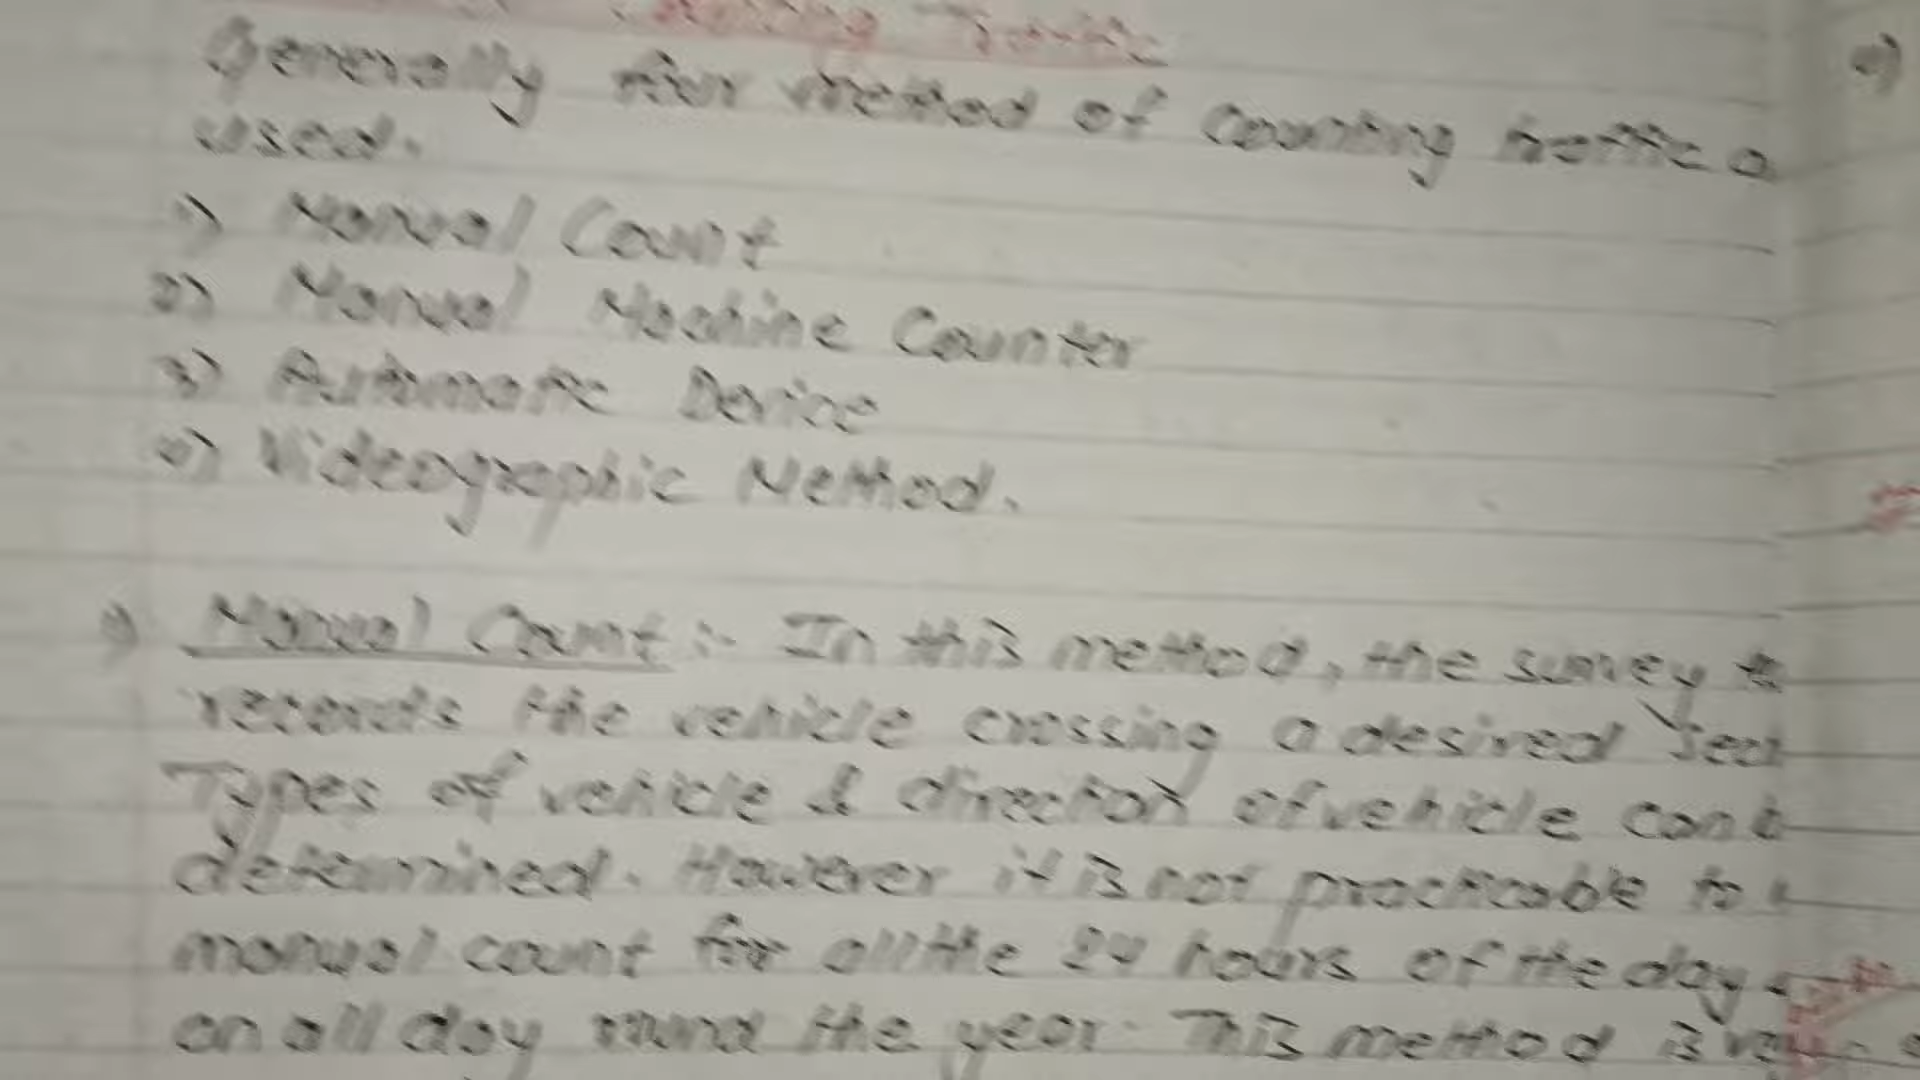 Counting Traffic
Generally four method of counting traffic
used.
1) Manual Count
2) Manual Machine Counter
3) Automatic Device
4) Videographic Method.
1) Manual Count :- In this method, the survey
records the vehicle crossing a desired
Types of vehicle & direction of vehicle can
determined. However it is not practicable to
manual count for all the 24 hours of the day
on all day round the year. This method is